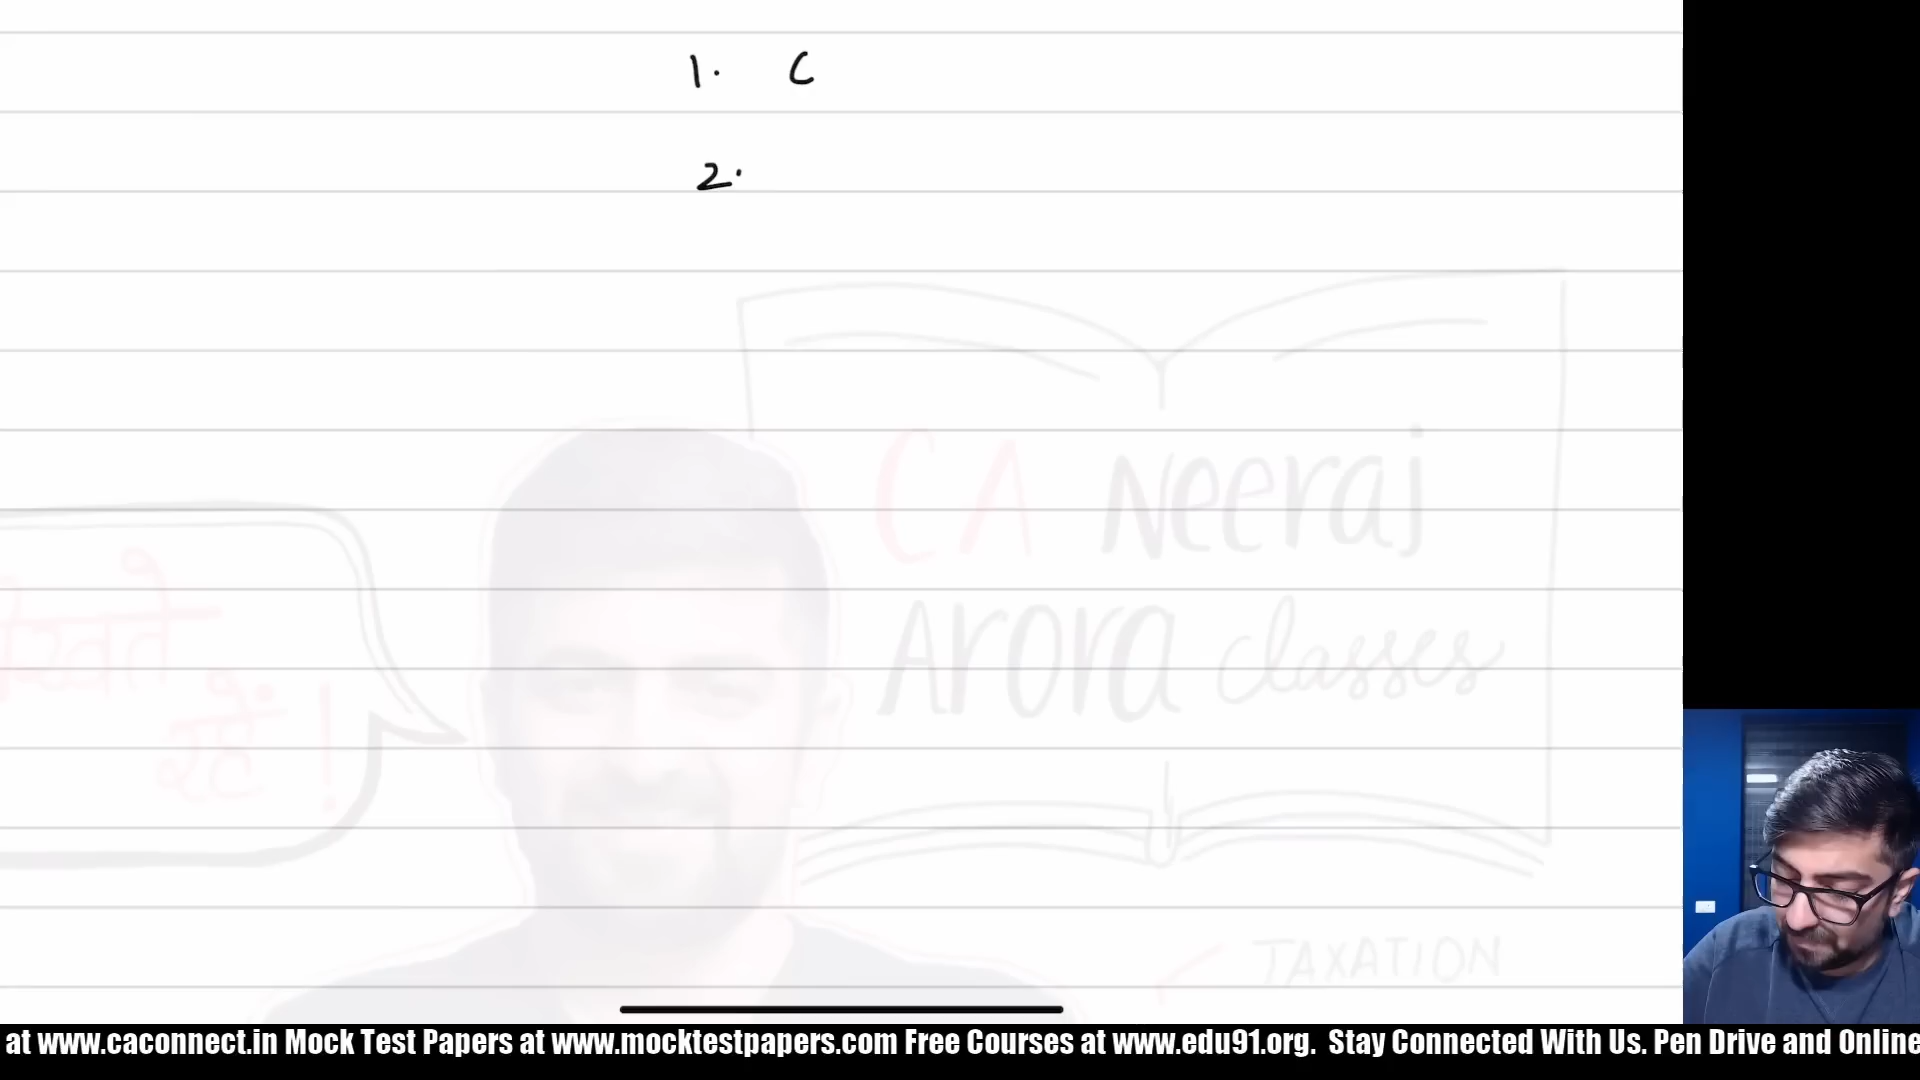 1. C
2.
CA Neeraj
Arora classes
रहें !
TAXATION
at www.caconnect.in Mock Test Papers at www.mocktestpapers.com Free Courses at www.edu91.org. Stay Connected With Us. Pen Drive and Online